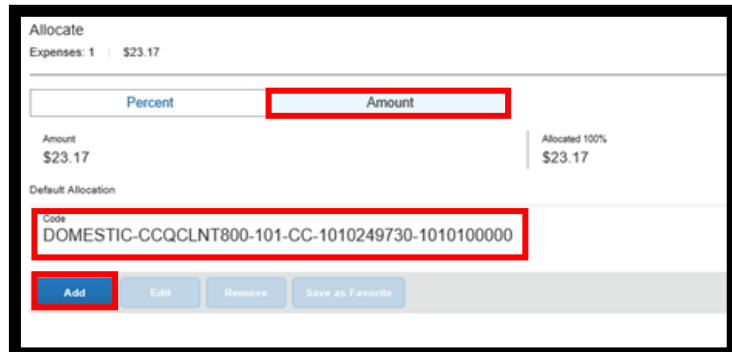 Allocate
Expenses: 1 | $23.17
Percent Amount
Amount Allocated 100%
$23.17 $23.17
Default Allocation
Code
DOMESTIC-CCQCLNT800-101-CC-1010249730-1010100000
Add Edit Remove Save as Favorite